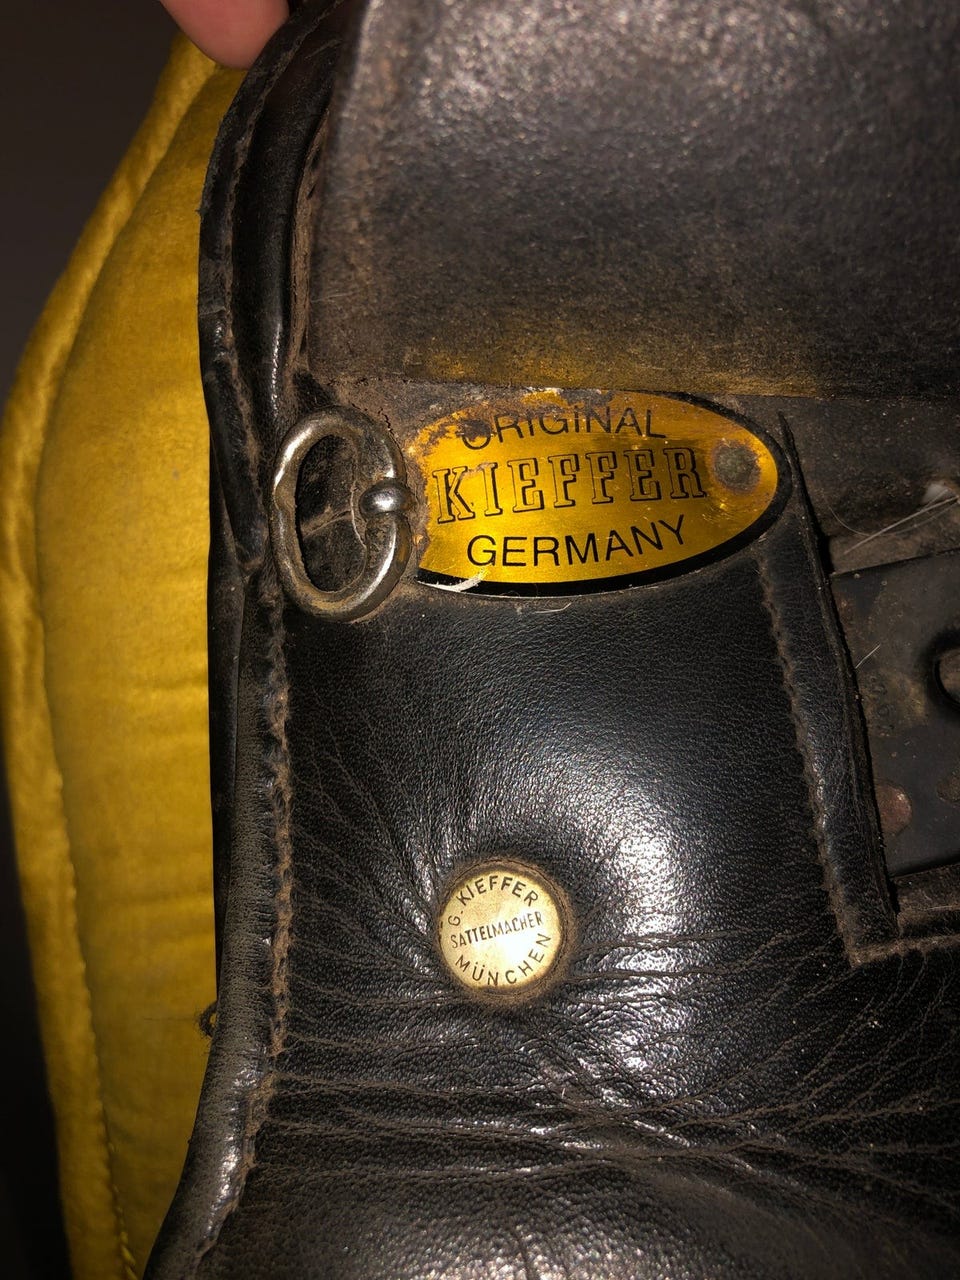 ORIGINAL
KIEFFER
GERMANY
G. KIEFFER
SATTELMACHER
MÜNCHEN